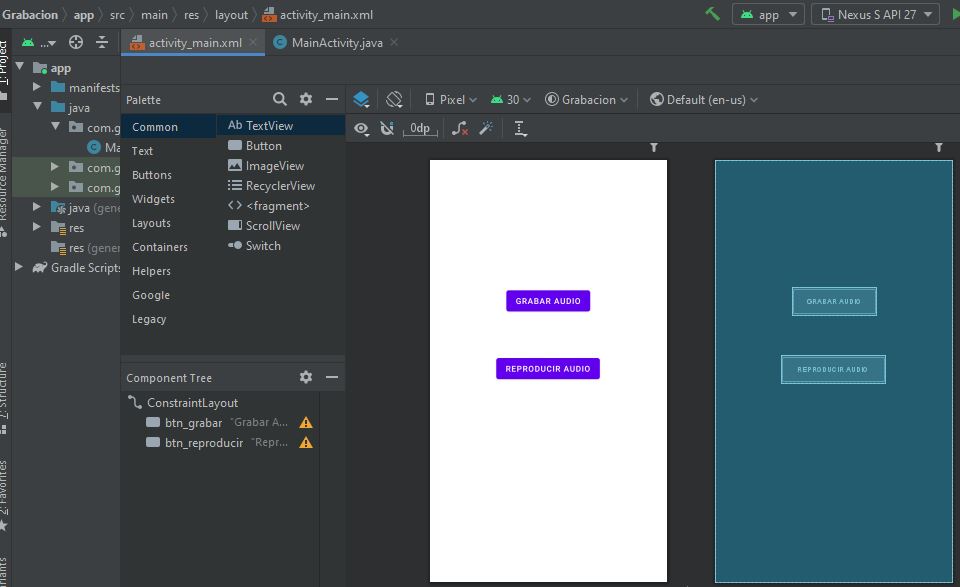 Grabacion app src main res layout activity_main.xml app Nexus S API 27
1: Project
Resource Manager
Structure
2: Favorites
app
manifests
java
com.g
Ma
com.g
com.g
java (gene
res
res (gener
Gradle Scripts
activity_main.xml MainActivity.java
Palette
Common
Text
Buttons
Widgets
Layouts
Containers
Helpers
Google
Legacy
Ab TextView
Button
ImageView
RecyclerView
<fragment>
ScrollView
Switch
Component Tree
ConstraintLayout
btn_grabar "Grabar A...
btn_reproducir "Repr...
Pixel 30 Grabacion Default (en-us)
0dp
GRABAR AUDIO
REPRODUCIR AUDIO
GRABAR AUDIO
REPRODUCIR AUDIO